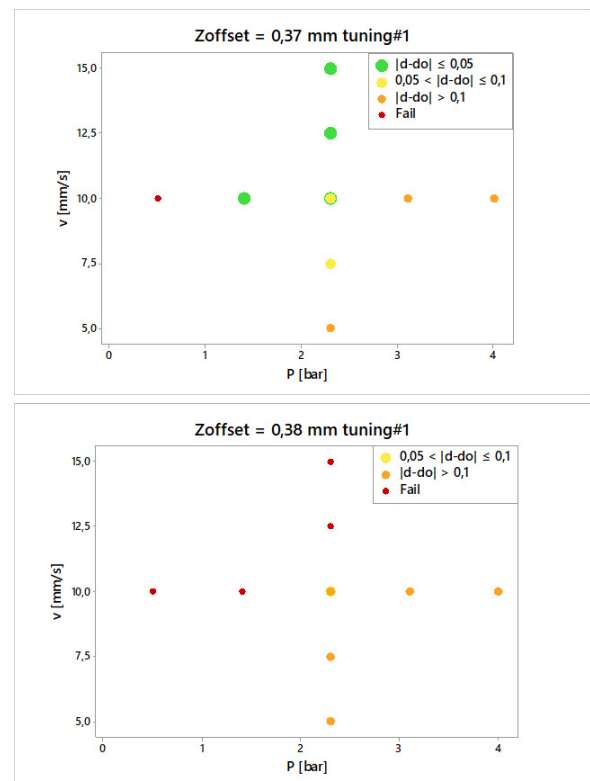 Zoffset = 0,37 mm tuning#1
|d-do| ≤ 0,05
0,05 < |d-do| ≤ 0,1
|d-do| > 0,1
Fail
15,0
12,5
10,0
7,5
5,0
v [mm/s]
0 1 2 3 4
P [bar]
Zoffset = 0,38 mm tuning#1
0,05 < |d-do| ≤ 0,1
|d-do| > 0,1
Fail
15,0
12,5
10,0
7,5
5,0
v [mm/s]
0 1 2 3 4
P [bar]